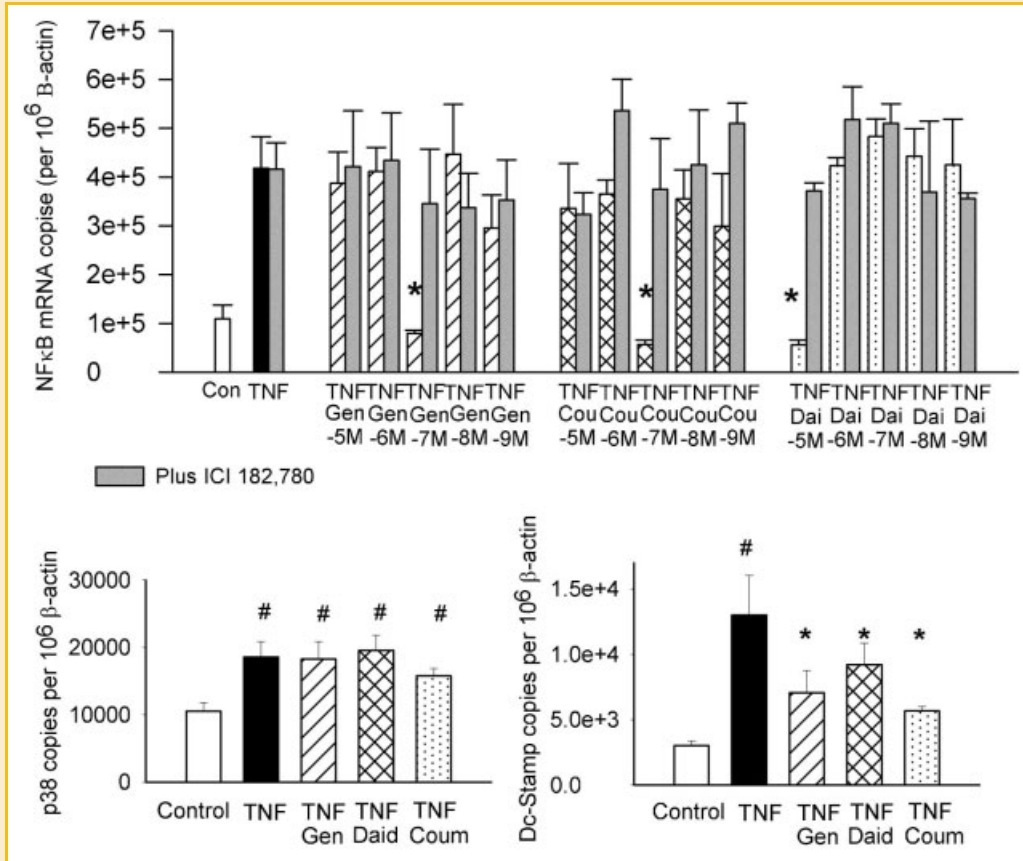 NFκB mRNA copise (per 10⁶ B-actin)
7e+5
6e+5
5e+5
4e+5
3e+5
2e+5
1e+5
0
*
*
*
Con TNF TNF TNF TNF TNF TNF TNF TNF TNF TNF TNF TNF TNF TNF TNF TNF
Gen Gen Gen Gen Gen Cou Cou Cou Cou Cou Dai Dai Dai Dai Dai
-5M -6M -7M -8M -9M -5M -6M -7M -8M -9M -5M -6M -7M -8M -9M
Plus ICI 182,780
p38 copies per 10⁶ β-actin
30000
20000
10000
0
# # # #
Control TNF TNF TNF TNF
Gen Daid Coum
Dc-Stamp copies per 10⁶ β-actin
1.5e+4
1.0e+4
5.0e+3
0.0
#
* * *
Control TNF TNF TNF TNF
Gen Daid Coum